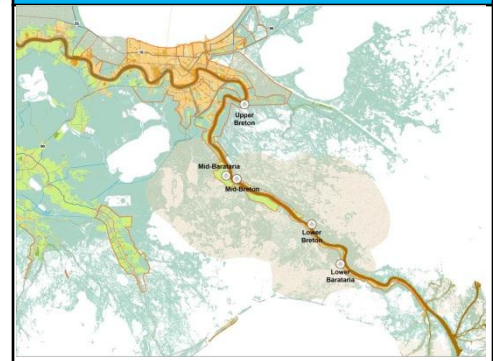 Upper
Breton
Mid-Barataria
Mid-Breton
Lower
Breton
Lower
Barataria